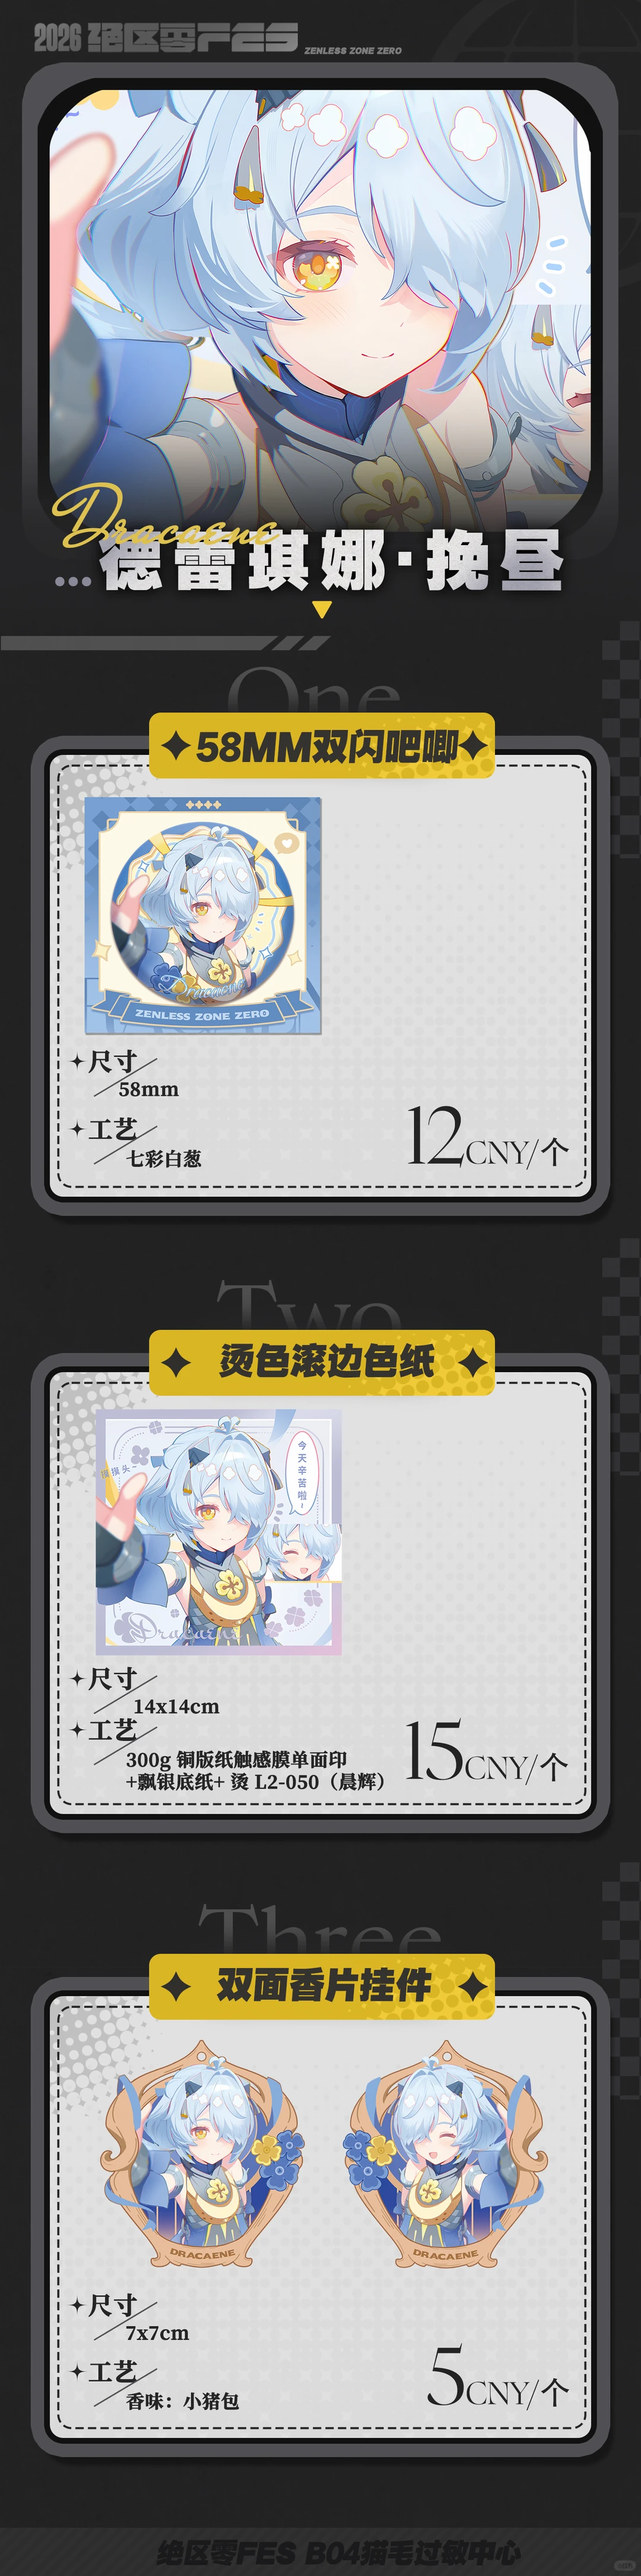 2026 绝区零FES ZENLESS ZONE ZERO
Dracaene
德雷琪娜·挽昼
One
58MM双闪吧唧
Dracaene
ZENLESS ZONE ZERO
尺寸
58mm
工艺
七彩白葱
12CNY/个
Two
烫色滚边色纸
摸摸头~
今天辛苦啦~
Dracaene
尺寸
14x14cm
工艺
300g 铜版纸触感膜单面印
+飘银底纸+ 烫 L2-050（晨辉）
15CNY/个
Three
双面香片挂件
DRACAENE
DRACAENE
尺寸
7x7cm
工艺
香味：小猪包
5CNY/个
绝区零FES B04猫毛过敏中心